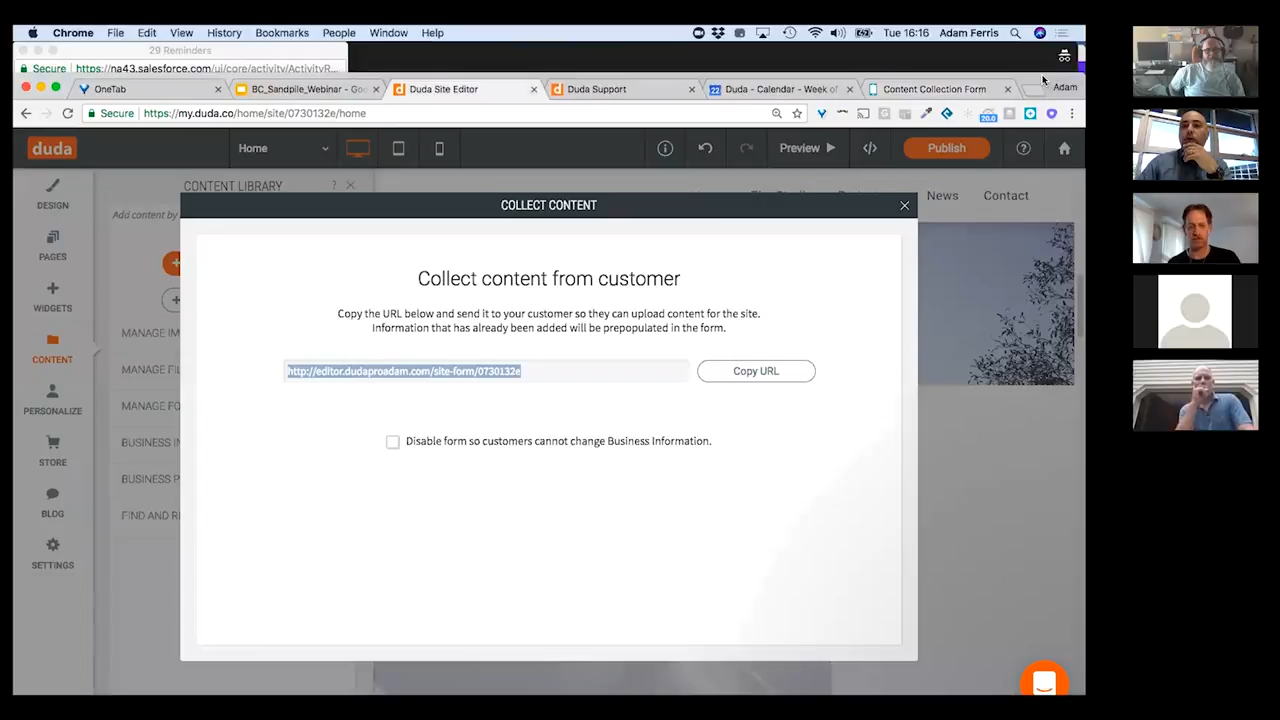 Chrome File Edit View History Bookmarks People Window Help Tue 16:16 Adam Ferris
29 Reminders
Secure https://na43.salesforce.com/ui/core/activity/ActivityR...
OneTab BC_Sandpile_Webinar - Go Duda Site Editor Duda Support Duda - Calendar - Week of Content Collection Form Adam
Secure https://my.duda.co/home/site/0730132e/home
20.0
duda Home Preview Publish
DESIGN
PAGES
WIDGETS
CONTENT
PERSONALIZE
STORE
BLOG
SETTINGS
CONTENT LIBRARY ?
Add content by
MANAGE IM
MANAGE FIL
MANAGE FO
BUSINESS IN
BUSINESS P
FIND AND RE
News Contact
COLLECT CONTENT
Collect content from customer
Copy the URL below and send it to your customer so they can upload content for the site.
Information that has already been added will be prepopulated in the form.
http://editor.dudaproadam.com/site-form/0730132e Copy URL
Disable form so customers cannot change Business Information.